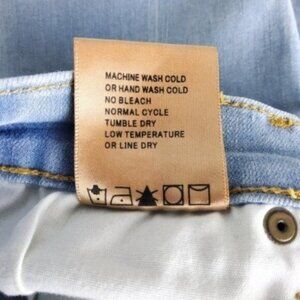 MACHINE WASH COLD
OR HAND WASH COLD
NO BLEACH
NORMAL CYCLE
TUMBLE DRY
LOW TEMPERATURE
OR LINE DRY